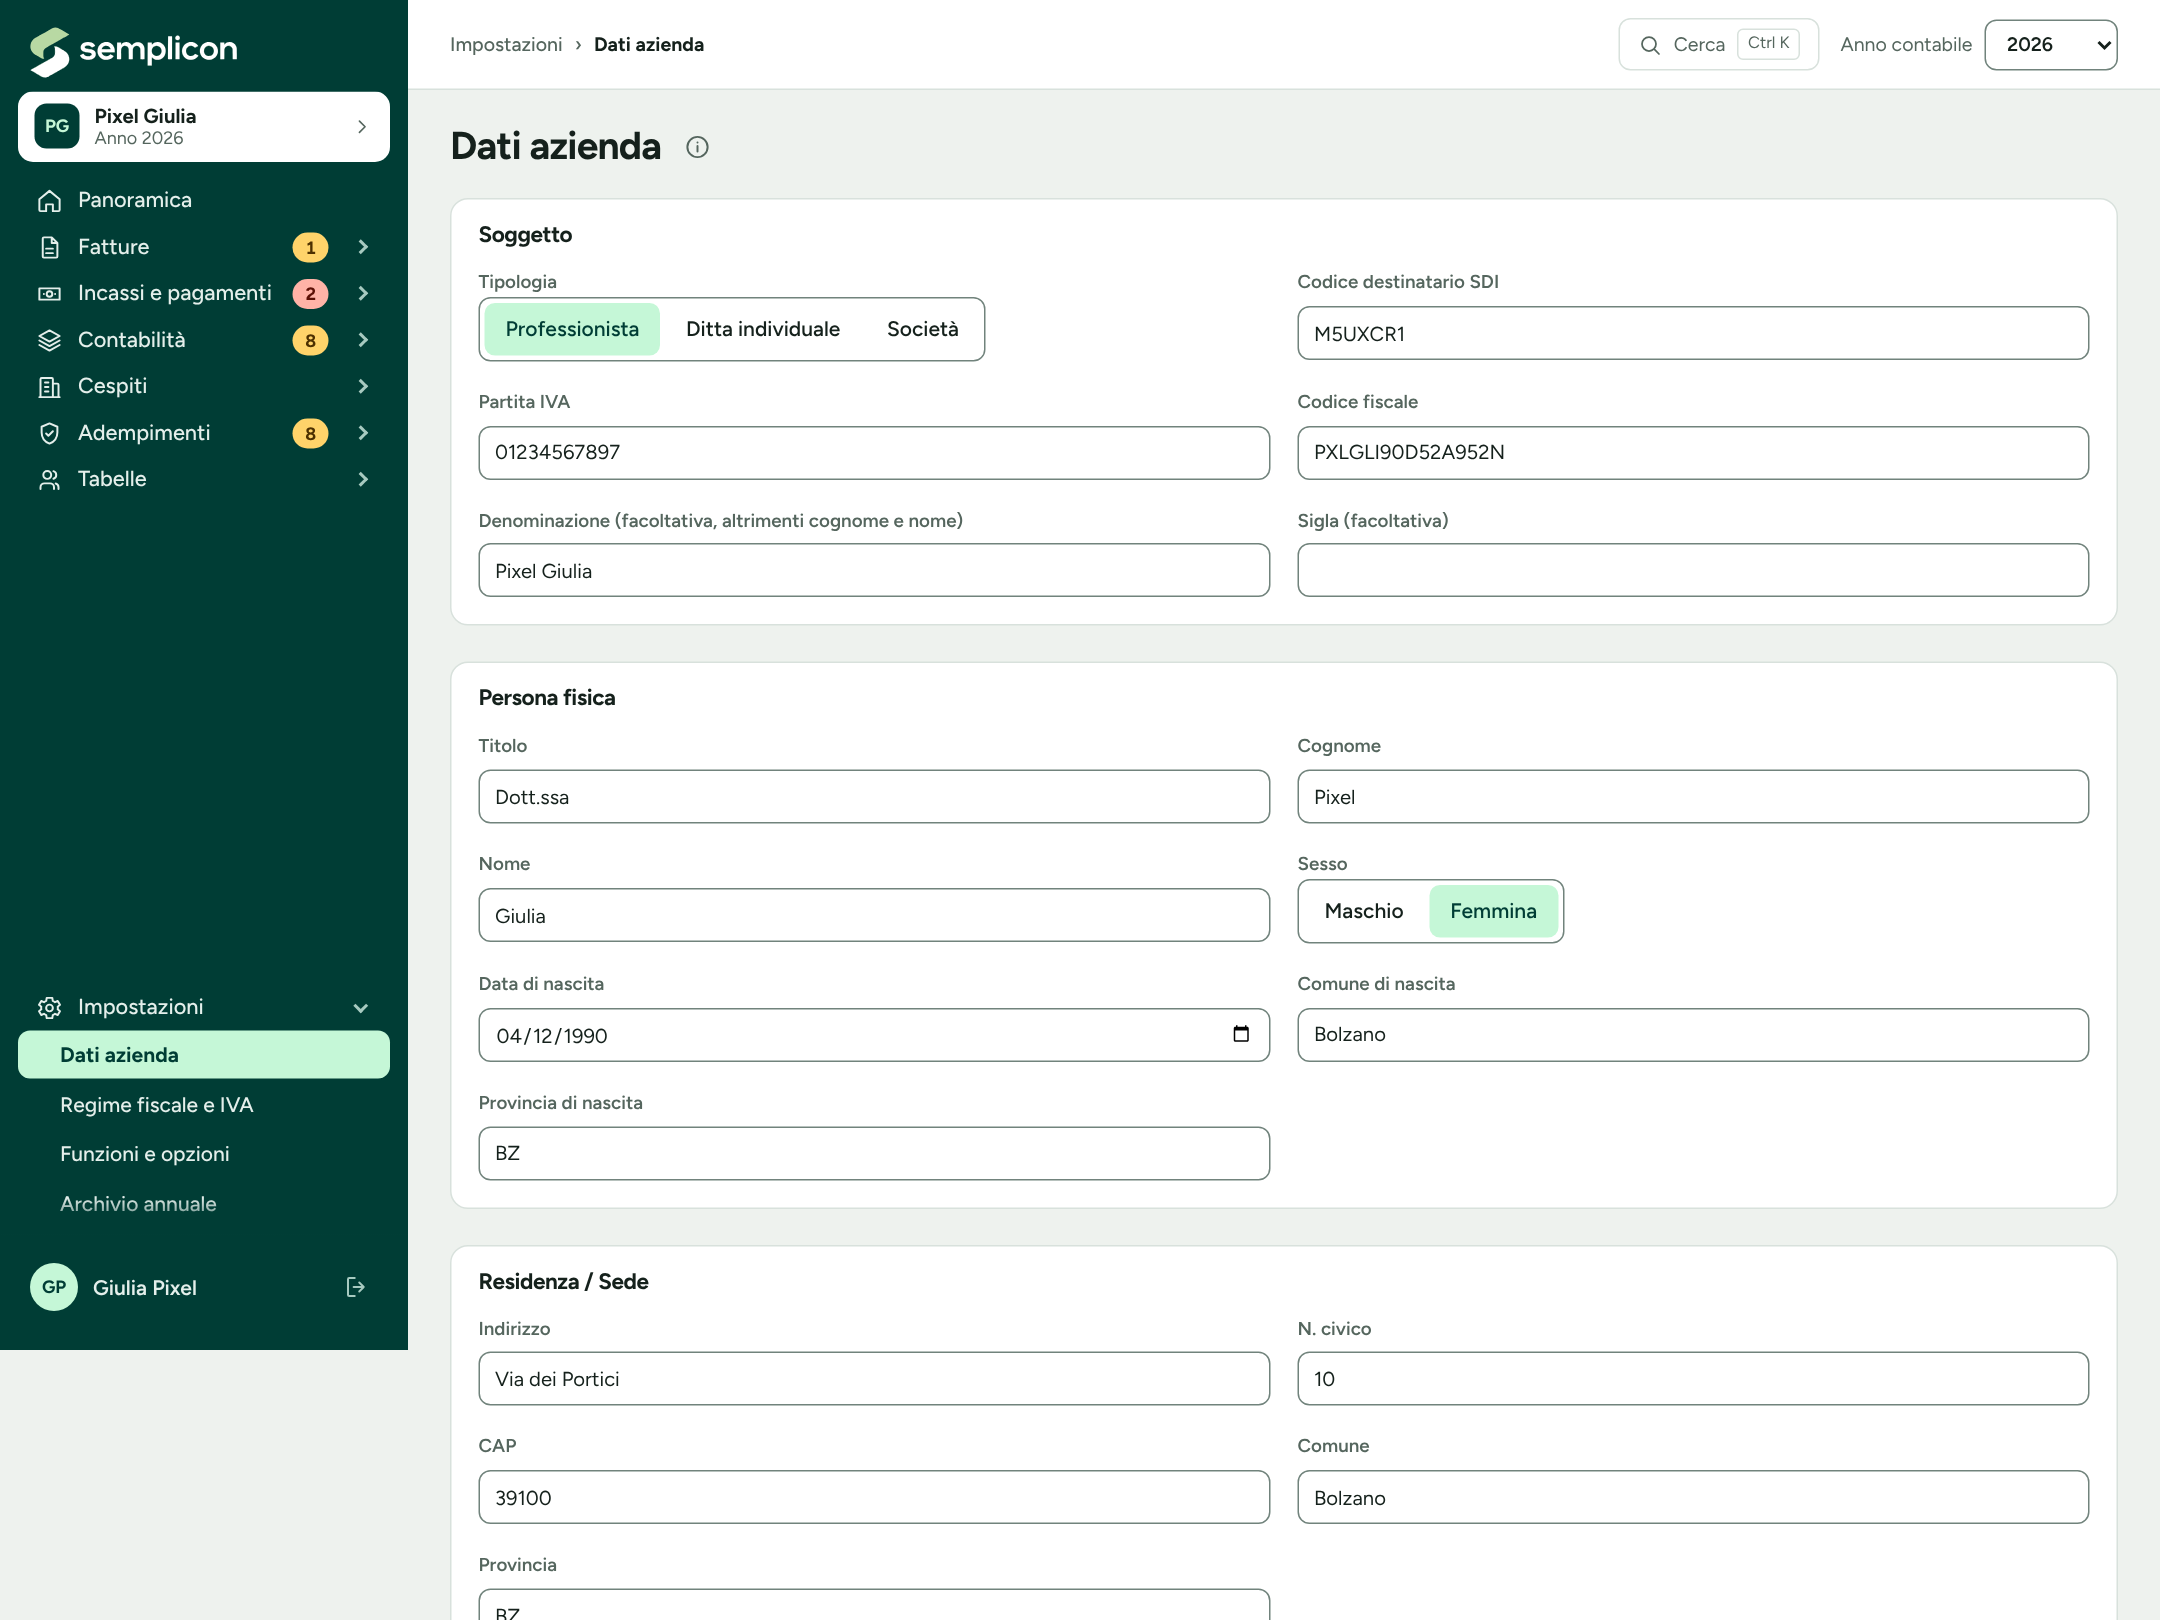 semplicon
PG
Pixel Giulia
Anno 2026
Panoramica
Fatture
1
Incassi e pagamenti
2
Contabilità
8
Cespiti
Adempimenti
8
Tabelle
Impostazioni
Dati azienda
Regime fiscale e IVA
Funzioni e opzioni
Archivio annuale
GP
Giulia Pixel
Impostazioni › Dati azienda
Cerca
Ctrl K
Anno contabile
2026
Dati azienda
Soggetto
Tipologia
Professionista
Ditta individuale
Società
Codice destinatario SDI
M5UXCR1
Partita IVA
01234567897
Codice fiscale
PXLGLI90D52A952N
Denominazione (facoltativa, altrimenti cognome e nome)
Pixel Giulia
Sigla (facoltativa)
Persona fisica
Titolo
Dott.ssa
Cognome
Pixel
Nome
Giulia
Sesso
Maschio
Femmina
Data di nascita
04/12/1990
Comune di nascita
Bolzano
Provincia di nascita
BZ
Residenza / Sede
Indirizzo
Via dei Portici
N. civico
10
CAP
39100
Comune
Bolzano
Provincia
BZ